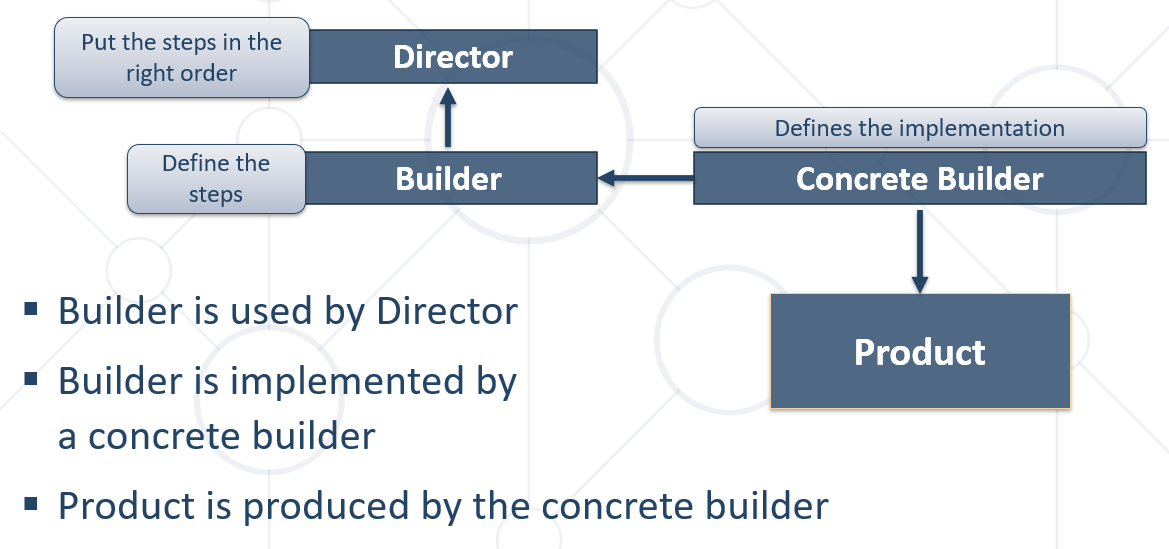 Put the steps in the
right order
Director
Define the
steps
Builder
Defines the implementation
Concrete Builder
Product
▪ Builder is used by Director
▪ Builder is implemented by
a concrete builder
▪ Product is produced by the concrete builder